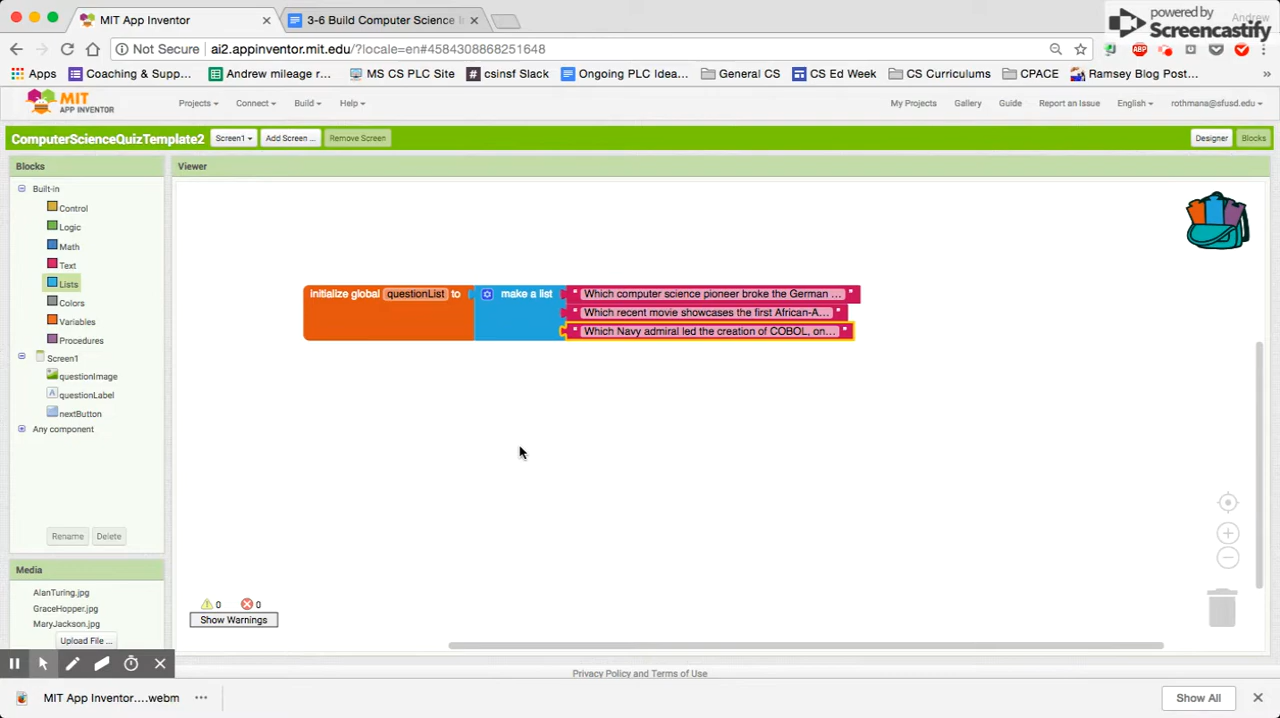 MIT App Inventor
3-6 Build Computer Science I
Andrew
powered by
Screencastify
Not Secure
ai2.appinventor.mit.edu/?locale=en#4584308868251648
Apps
Coaching & Supp...
Andrew mileage r...
MS CS PLC Site
csinsf Slack
Ongoing PLC Idea...
General CS
CS Ed Week
CS Curriculums
CPACE
Ramsey Blog Post...
»
MIT
APP INVENTOR
Projects
Connect
Build
Help
My Projects
Gallery
Guide
Report an Issue
English
rothmana@sfusd.edu
ComputerScienceQuizTemplate2
Screen1
Add Screen ...
Remove Screen
Designer
Blocks
Blocks
Viewer
Built-in
Control
Logic
Math
Text
Lists
Colors
Variables
Procedures
Screen1
questionImage
questionLabel
nextButton
Any component
Rename
Delete
Media
AlanTuring.jpg
GraceHopper.jpg
MaryJackson.jpg
Upload File ...
initialize global questionList to
make a list
" Which computer science pioneer broke the German ... "
" Which recent movie showcases the first African-A... "
" Which Navy admiral led the creation of COBOL, on... "
0
0
Show Warnings
Privacy Policy and Terms of Use
MIT App Inventor....webm
Show All